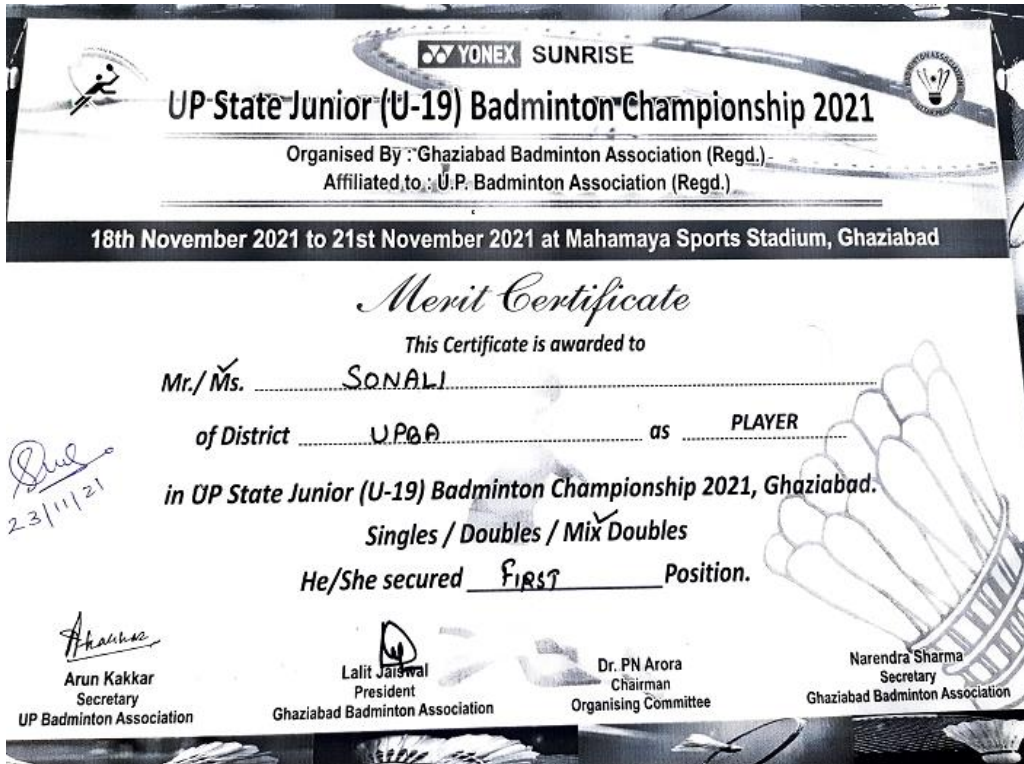 YONEX SUNRISE
UP State Junior (U-19) Badminton Championship 2021
Organised By : Ghaziabad Badminton Association (Regd.)
Affiliated to : U.P. Badminton Association (Regd.)
18th November 2021 to 21st November 2021 at Mahamaya Sports Stadium, Ghaziabad
Merit Certificate
This Certificate is awarded to
Mr./ Ms. SONALI
of District UPBA as PLAYER
in UP State Junior (U-19) Badminton Championship 2021, Ghaziabad.
Singles / Doubles / Mix Doubles
He/She secured FIRST Position.
23/11/21
Arun Kakkar
Secretary
UP Badminton Association
Lalit Jaiswal
President
Ghaziabad Badminton Association
Dr. PN Arora
Chairman
Organising Committee
Narendra Sharma
Secretary
Ghaziabad Badminton Association